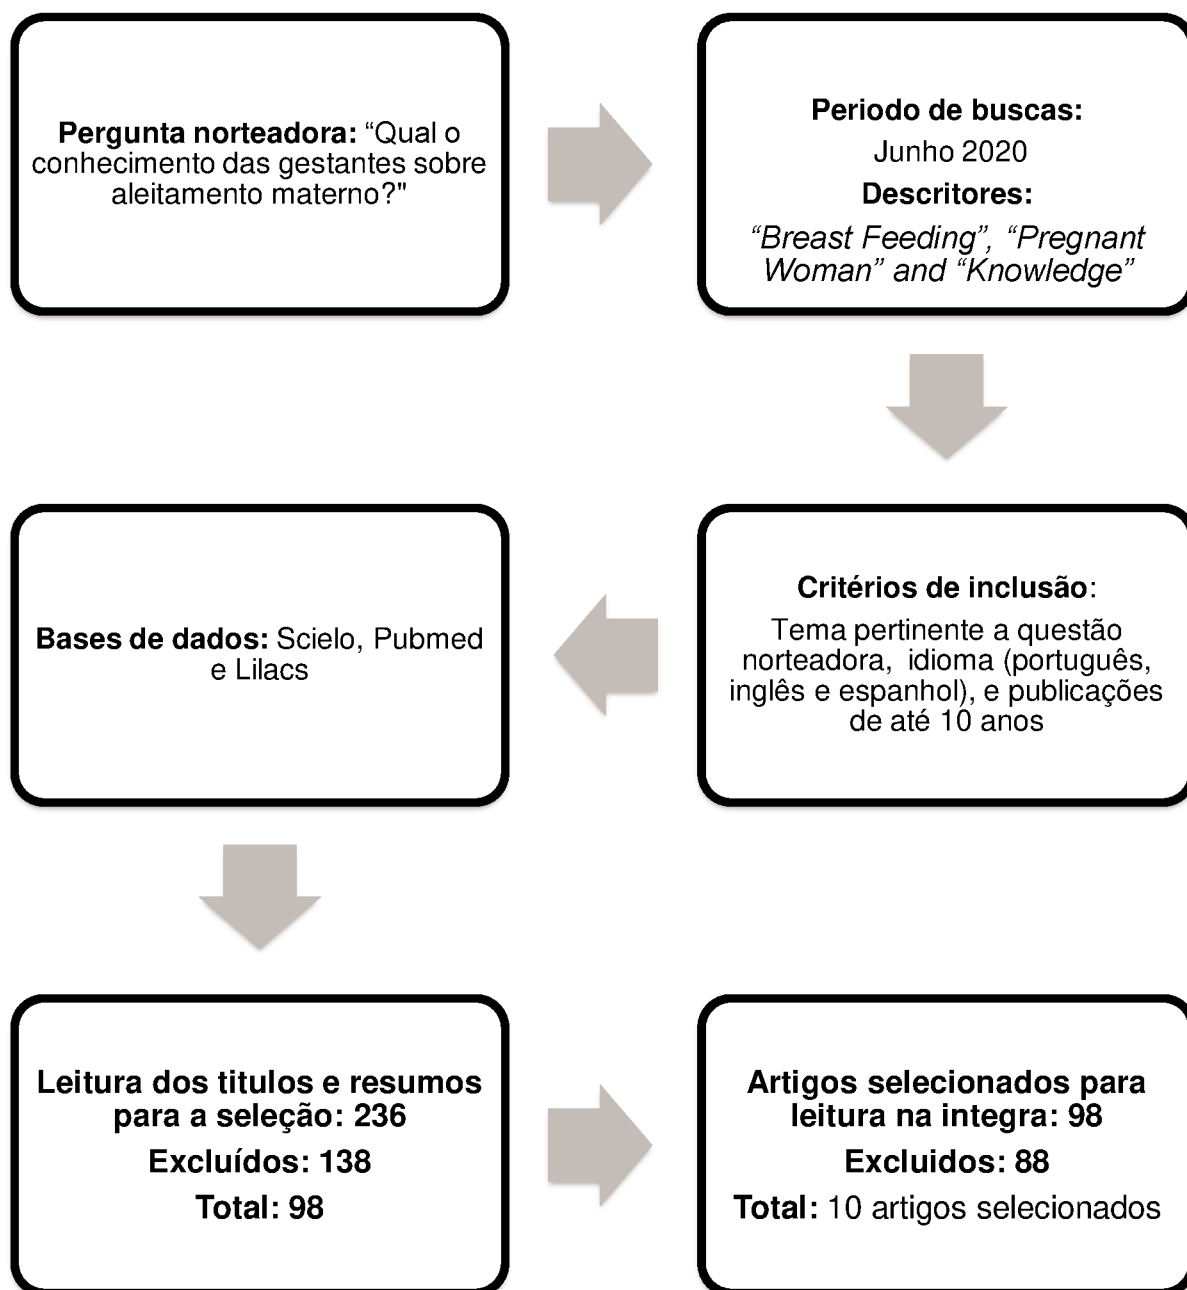 Pergunta norteadora: “Qual o
conhecimento das gestantes sobre
aleitamento materno?"
Periodo de buscas:
Junho 2020
Descritores:
“Breast Feeding”, “Pregnant
Woman” and “Knowledge”
Critérios de inclusão:
Tema pertinente a questão
norteadora, idioma (português,
inglês e espanhol), e publicações
de até 10 anos
Bases de dados: Scielo, Pubmed
e Lilacs
Leitura dos titulos e resumos
para a seleção: 236
Excluídos: 138
Total: 98
Artigos selecionados para
leitura na integra: 98
Excluidos: 88
Total: 10 artigos selecionados